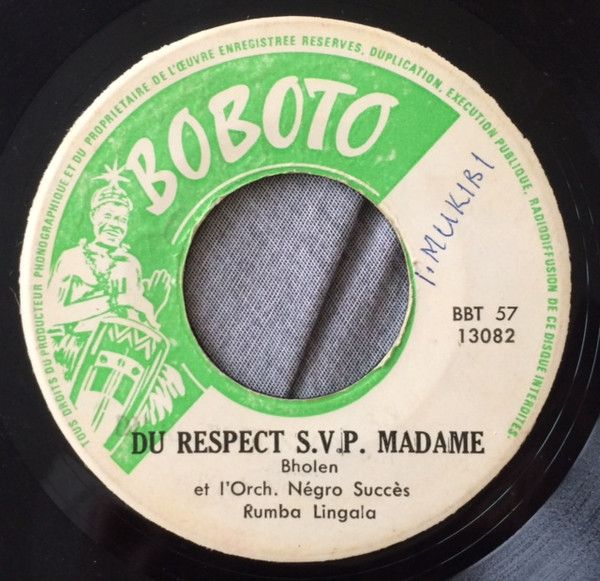 TOUS DROITS DU PRODUCTEUR PHONOGRAPHIQUE ET DU PROPRIETAIRE DE L'ŒUVRE ENREGISTREE RESERVES, DUPLICATION, EXECUTION PUBLIQUE, RADIODIFFUSION DE CE DISQUE INTERDITES.
BOBOTO
I. MUKIBI
BBT 57
13082
DU RESPECT S.V.P. MADAME
Bholen
et l'Orch. Négro Succès
Rumba Lingala